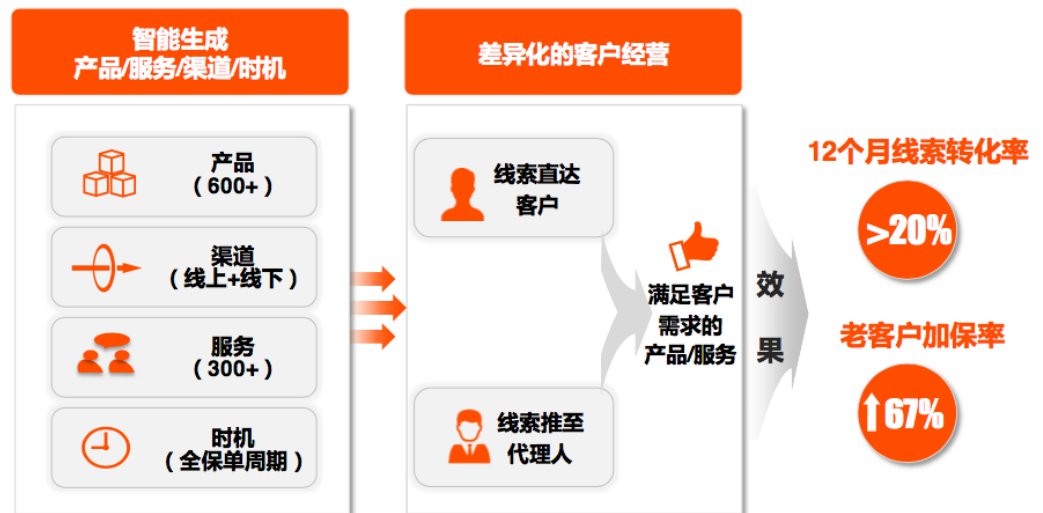 智能生成
产品/服务/渠道/时机
产品
（600+）
渠道
（线上+线下）
服务
（300+）
时机
（全保单周期）
差异化的客户经营
线索直达
客户
线索推至
代理人
满足客户
需求的
产品/服务
效
果
12个月线索转化率
>20%
老客户加保率
↑67%